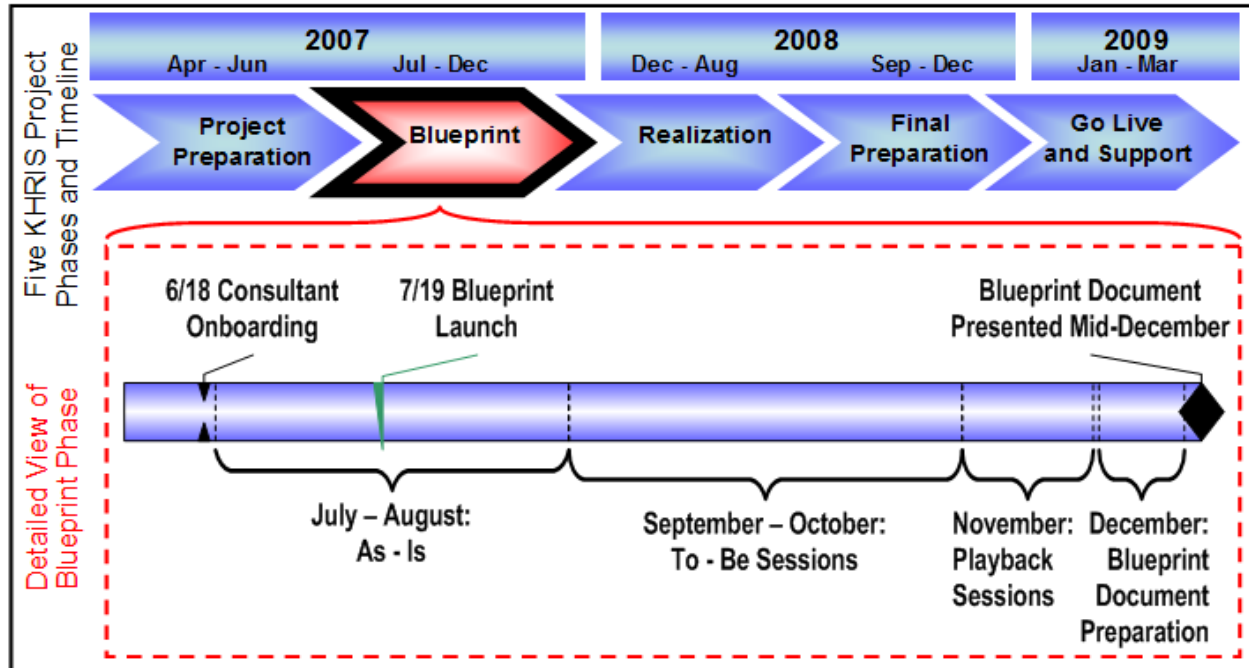 Five KHRIS Project
Phases and Timeline
2007
Apr - Jun
Jul - Dec
2008
Dec - Aug
Sep - Dec
2009
Jan - Mar
Project
Preparation
Blueprint
Realization
Final
Preparation
Go Live
and Support
Detailed View of
Blueprint Phase
6/18 Consultant
Onboarding
7/19 Blueprint
Launch
Blueprint Document
Presented Mid-December
July – August:
As - Is
September – October:
To - Be Sessions
November:
Playback
Sessions
December:
Blueprint
Document
Preparation